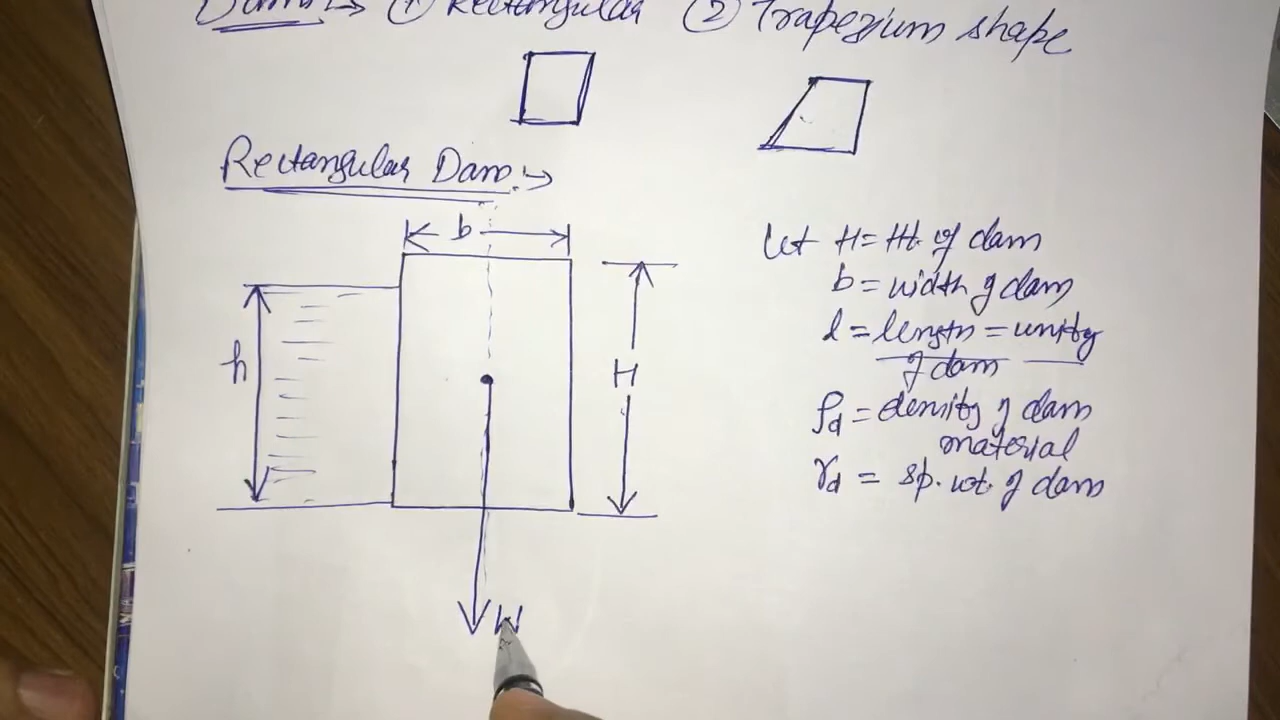 Dams → ① Rectangular ② Trapezium shape
Rectangular Dam :→
b
h
H
W
Let H = Ht. of dam
b = width of dam
l = length = unity
of dam
ρd = density of dam
material
γd = sp. wt. of dam